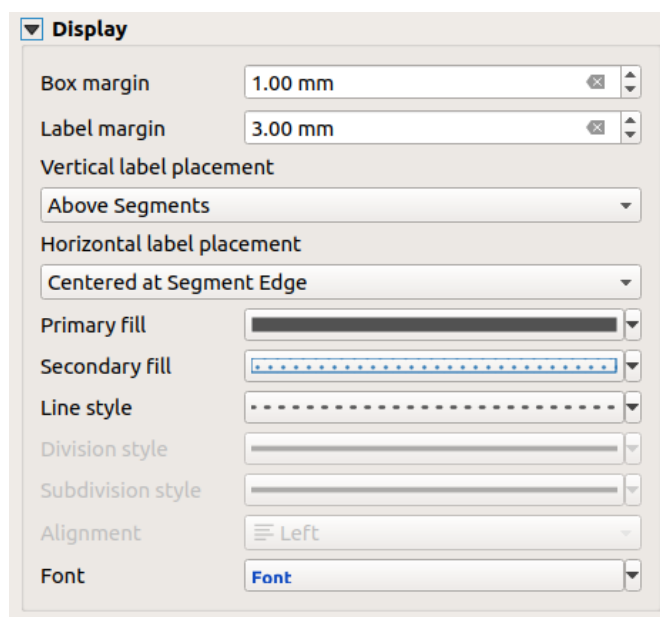 Display
Box margin 1.00 mm
Label margin 3.00 mm
Vertical label placement
Above Segments
Horizontal label placement
Centered at Segment Edge
Primary fill
Secondary fill
Line style
Division style
Subdivision style
Alignment Left
Font Font